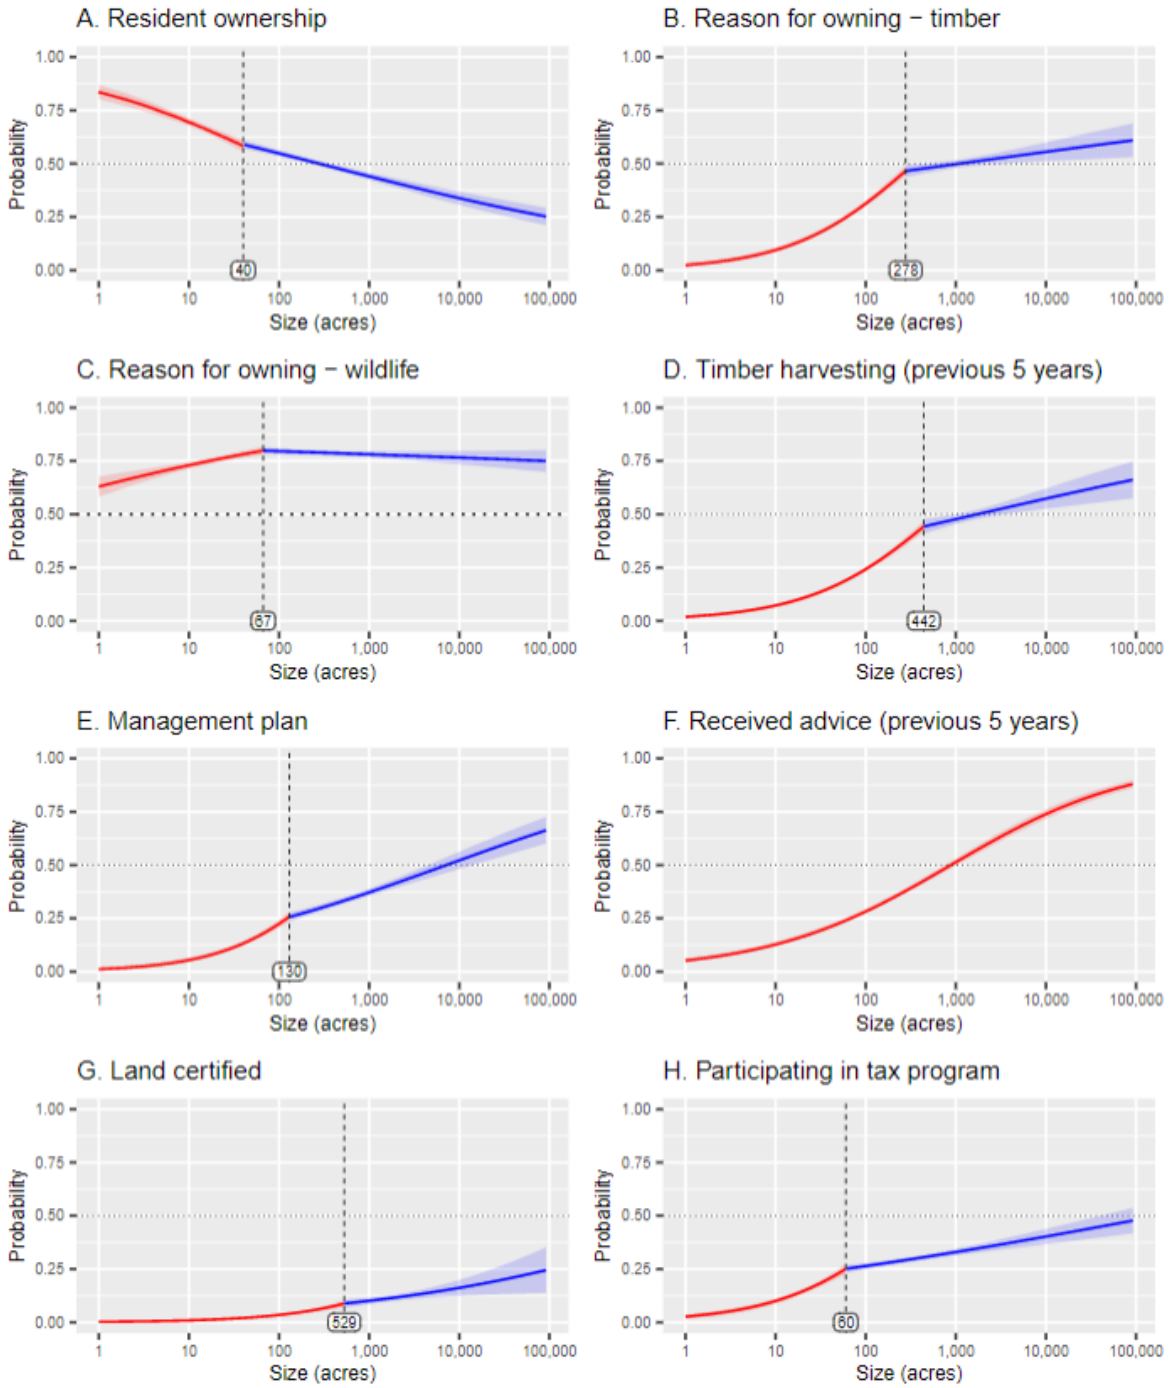 A. Resident ownership
1.00
0.75
0.50
0.25
0.00
Probability
40
1 10 100 1,000 10,000 100,000
Size (acres)
B. Reason for owning − timber
1.00
0.75
0.50
0.25
0.00
Probability
278
1 10 100 1,000 10,000 100,000
Size (acres)
C. Reason for owning − wildlife
1.00
0.75
0.50
0.25
0.00
Probability
67
1 10 100 1,000 10,000 100,000
Size (acres)
D. Timber harvesting (previous 5 years)
1.00
0.75
0.50
0.25
0.00
Probability
442
1 10 100 1,000 10,000 100,000
Size (acres)
E. Management plan
1.00
0.75
0.50
0.25
0.00
Probability
130
1 10 100 1,000 10,000 100,000
Size (acres)
F. Received advice (previous 5 years)
1.00
0.75
0.50
0.25
0.00
Probability
1 10 100 1,000 10,000 100,000
Size (acres)
G. Land certified
1.00
0.75
0.50
0.25
0.00
Probability
529
1 10 100 1,000 10,000 100,000
Size (acres)
H. Participating in tax program
1.00
0.75
0.50
0.25
0.00
Probability
60
1 10 100 1,000 10,000 100,000
Size (acres)